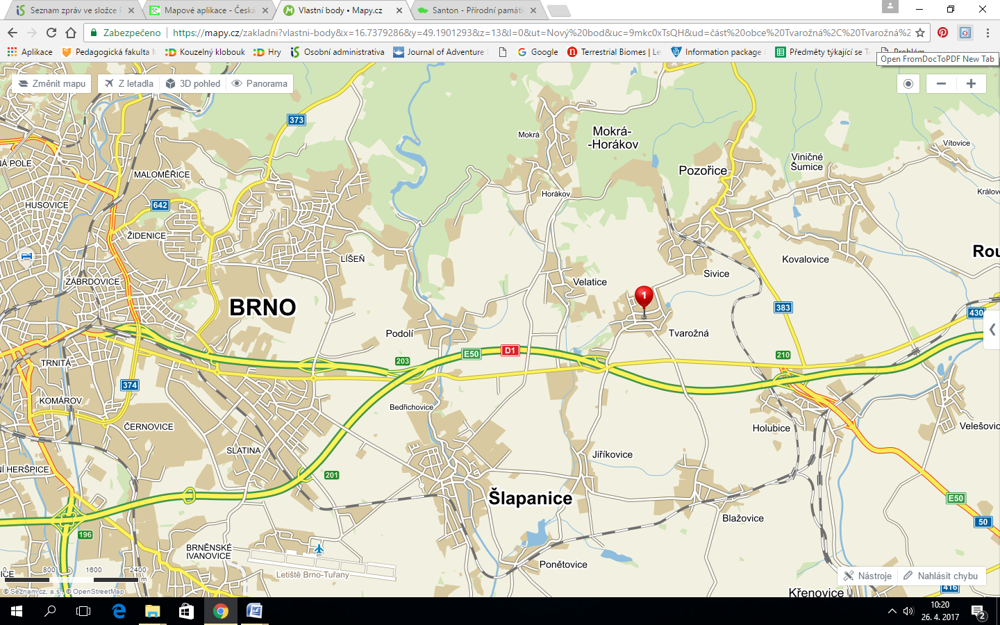 Seznam zpráv ve složce
Mapové aplikace - Česká
Vlastní body • Mapy.cz
Santon - Přírodní památk
Zabezpečeno
https://mapy.cz/zakladni?vlastni-body&x=16.7379286&y=49.1901293&z=13&l=0&ut=Nový%20bod&uc=9mkc0xTsQH&ud=část%20obce%20Tvarožná%2C%20Tvarožná%2
Aplikace
Pedagogická fakulta
Kouzelný klobouk
Hry
Osobní administrativa
Journal of Adventure
Google
Terrestrial Biomes | Le
Information package
Předměty týkající se
Problém
Open FromDocToPDF New Tab
Změnit mapu
Z letadla
3D pohled
Panorama
373
Mokrá
Mokrá-
-Horákov
Vítovice
Viničné
Šumice
Pozořice
NÁ POLE
MALOMĚŘICE
Horákov
Králov
HUSOVICE
642
ŽIDENICE
LÍŠEŇ
Kovalovice
Rou
Sivice
ZÁBRDOVICE
Velatice
1
BRNO
383
430
Podolí
Tvarožná
E50
D1
203
210
TRNITÁ
374
KOMÁROV
Bedřichovice
ČERNOVICE
Holubice
Velešovic
SLATINA
Jiříkovice
NÍ HERŠPICE
201
Šlapanice
E50
Blažovice
50
196
BRNĚNSKÉ
IVANOVICE
Ponětovice
Letiště Brno-Tuřany
0 800 1600 2400
m
ICE
Nástroje
Nahlásit chybu
© Seznam.cz, a.s., © OpenStreetMap
Křenovice
416
10:20
26. 4. 2017
2